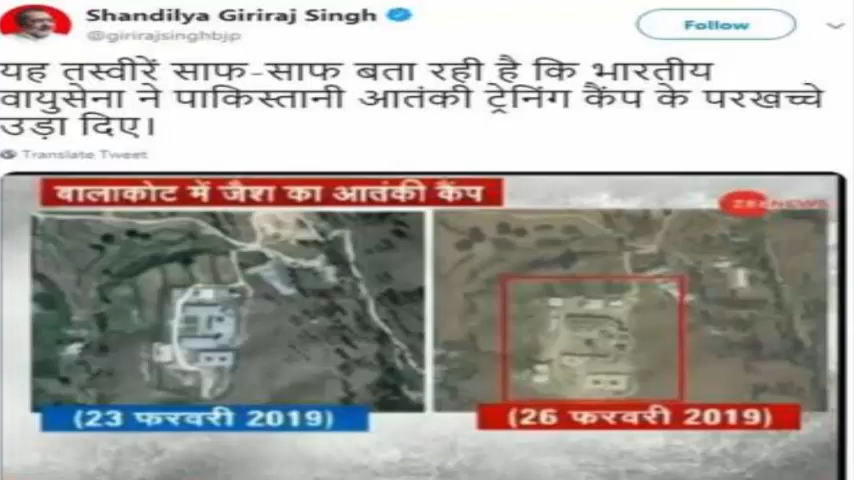 Shandilya Giriraj Singh
@girirajsinghbjp
Follow
यह तस्वीरें साफ-साफ बता रही है कि भारतीय
वायुसेना ने पाकिस्तानी आतंकी ट्रेनिंग कैंप के परखच्चे
उड़ा दिए।
Translate Tweet
बालाकोट में जैश का आतंकी कैंप
ZEE NEWS
(23 फरवरी 2019)
(26 फरवरी 2019)